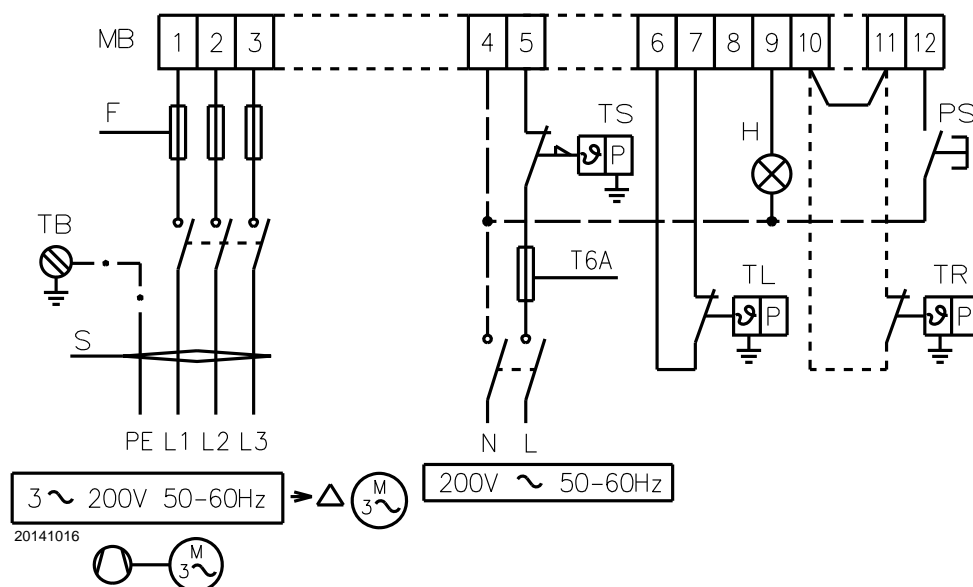 MB 1 2 3 4 5 6 7 8 9 10 11 12
F TS P H PS
TB
T6A TL P TR P
S
PE L1 L2 L3 N L
3 ~ 200V 50-60Hz △ M 3~ 200V ~ 50-60Hz
20141016
M
3~